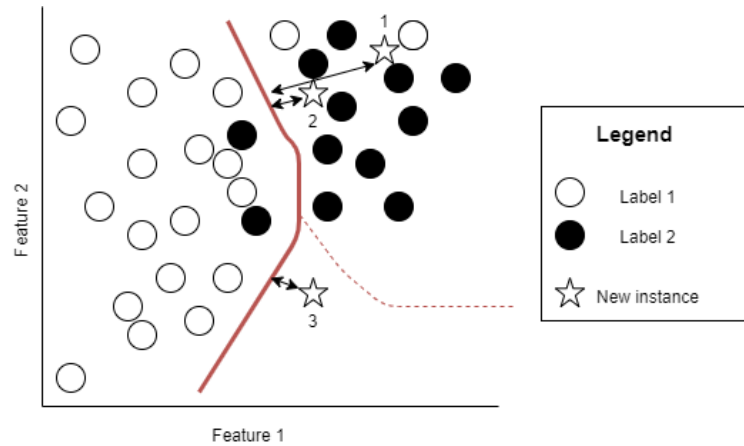 1
2
3
Feature 2
Feature 1
Legend
Label 1
Label 2
New instance